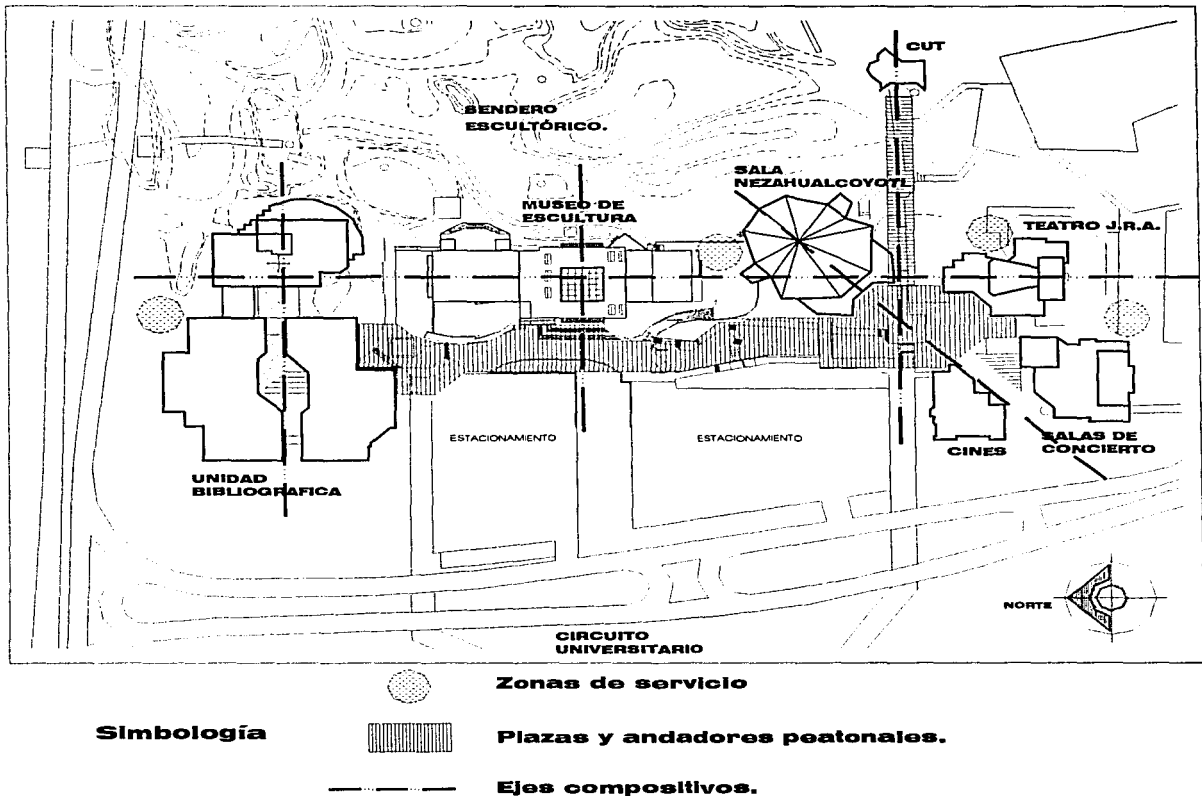 CUT
SENDERO
ESCULTÓRICO.
SALA
NEZAHUALCOYOTL
MUSEO DE
ESCULTURA
TEATRO J.R.A.
ESTACIONAMIENTO
ESTACIONAMIENTO
CINES
SALAS DE
CONCIERTO
UNIDAD
BIBLIOGRAFICA
NORTE
CIRCUITO
UNIVERSITARIO
Zonas de servicio
Simbología
Plazas y andadores peatonales.
Ejes compositivos.